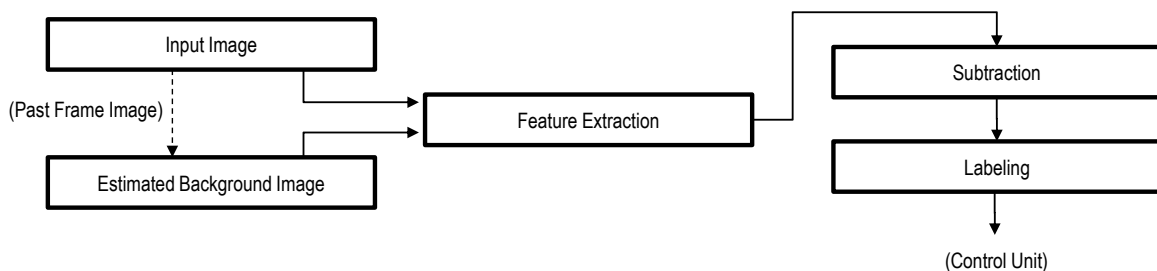 Input Image
(Past Frame Image)
Estimated Background Image
Feature Extraction
Subtraction
Labeling
(Control Unit)